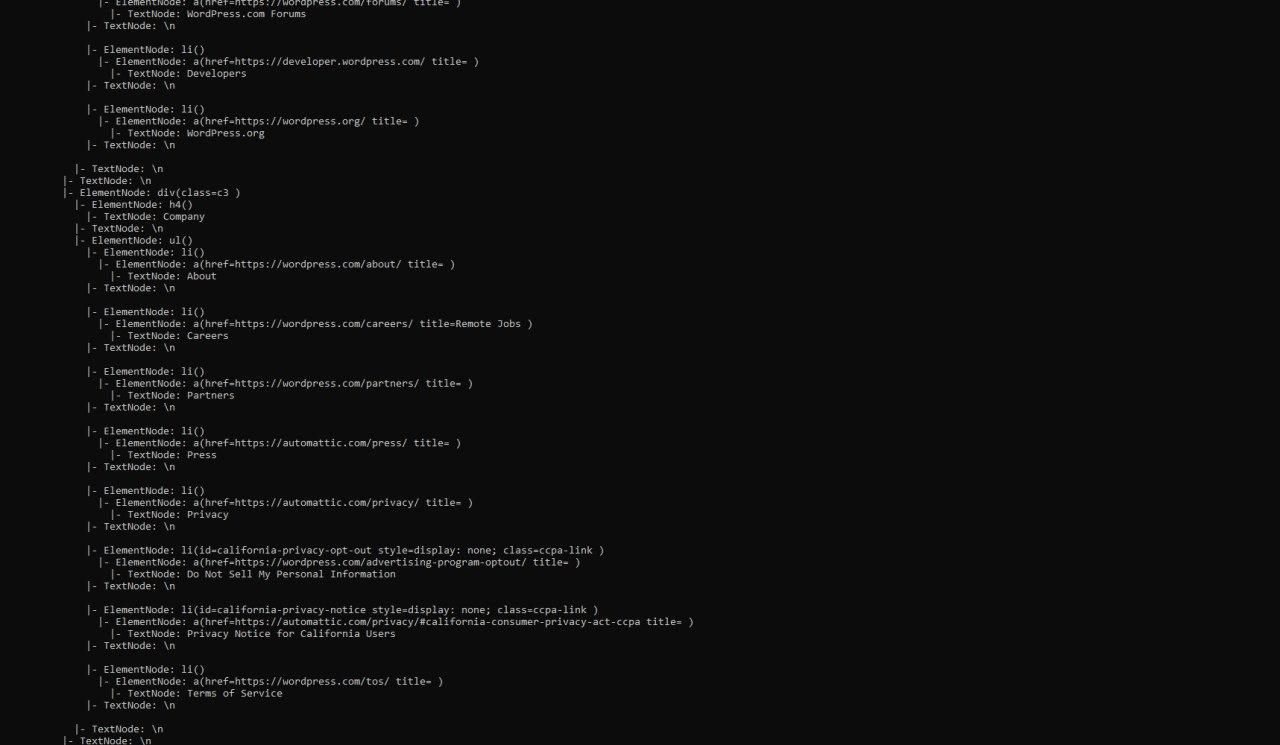 |- ElementNode: a(href=https://wordpress.com/forums/ title= )
|- TextNode: WordPress.com Forums
|- TextNode: \n
|- ElementNode: li()
|- ElementNode: a(href=https://developer.wordpress.com/ title= )
|- TextNode: Developers
|- TextNode: \n
|- ElementNode: li()
|- ElementNode: a(href=https://wordpress.org/ title= )
|- TextNode: WordPress.org
|- TextNode: \n
|- TextNode: \n
|- TextNode: \n
|- ElementNode: div(class=c3 )
|- ElementNode: h4()
|- TextNode: Company
|- TextNode: \n
|- ElementNode: ul()
|- ElementNode: li()
|- ElementNode: a(href=https://wordpress.com/about/ title= )
|- TextNode: About
|- TextNode: \n
|- ElementNode: li()
|- ElementNode: a(href=https://wordpress.com/careers/ title=Remote Jobs )
|- TextNode: Careers
|- TextNode: \n
|- ElementNode: li()
|- ElementNode: a(href=https://wordpress.com/partners/ title= )
|- TextNode: Partners
|- TextNode: \n
|- ElementNode: li()
|- ElementNode: a(href=https://automattic.com/press/ title= )
|- TextNode: Press
|- TextNode: \n
|- ElementNode: li()
|- ElementNode: a(href=https://automattic.com/privacy/ title= )
|- TextNode: Privacy
|- TextNode: \n
|- ElementNode: li(id=california-privacy-opt-out style=display: none; class=ccpa-link )
|- ElementNode: a(href=https://wordpress.com/advertising-program-optout/ title= )
|- TextNode: Do Not Sell My Personal Information
|- TextNode: \n
|- ElementNode: li(id=california-privacy-notice style=display: none; class=ccpa-link )
|- ElementNode: a(href=https://automattic.com/privacy/#california-consumer-privacy-act-ccpa title= )
|- TextNode: Privacy Notice for California Users
|- TextNode: \n
|- ElementNode: li()
|- ElementNode: a(href=https://wordpress.com/tos/ title= )
|- TextNode: Terms of Service
|- TextNode: \n
|- TextNode: \n
|- TextNode: \n